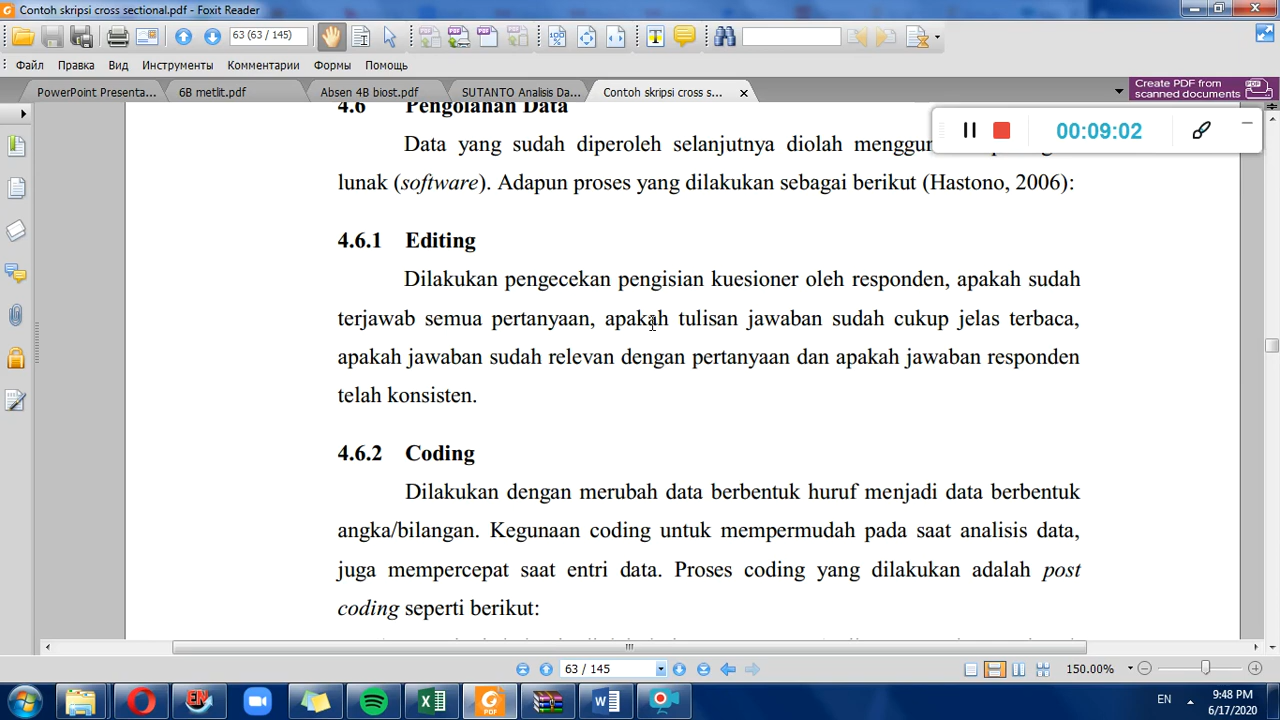 Contoh skripsi cross sectional.pdf - Foxit Reader
63 (63 / 145)
Файл Правка Вид Инструменты Комментарии Формы Помощь
PowerPoint Presenta... 6B metlit.pdf Absen 4B biost.pdf SUTANTO Analisis Da... Contoh skripsi cross s...
Create PDF from
scanned documents
00:09:02
4.6 Pengolahan Data
Data yang sudah diperoleh selanjutnya diolah
lunak (software). Adapun proses yang dilakukan sebagai berikut (Hastono, 2006):
4.6.1 Editing
Dilakukan pengecekan pengisian kuesioner oleh responden, apakah sudah
terjawab semua pertanyaan, apakah tulisan jawaban sudah cukup jelas terbaca,
apakah jawaban sudah relevan dengan pertanyaan dan apakah jawaban responden
telah konsisten.
4.6.2 Coding
Dilakukan dengan merubah data berbentuk huruf menjadi data berbentuk
angka/bilangan. Kegunaan coding untuk mempermudah pada saat analisis data,
juga mempercepat saat entri data. Proses coding yang dilakukan adalah post
coding seperti berikut:
63 / 145
150.00%
EN
9:48 PM
6/17/2020